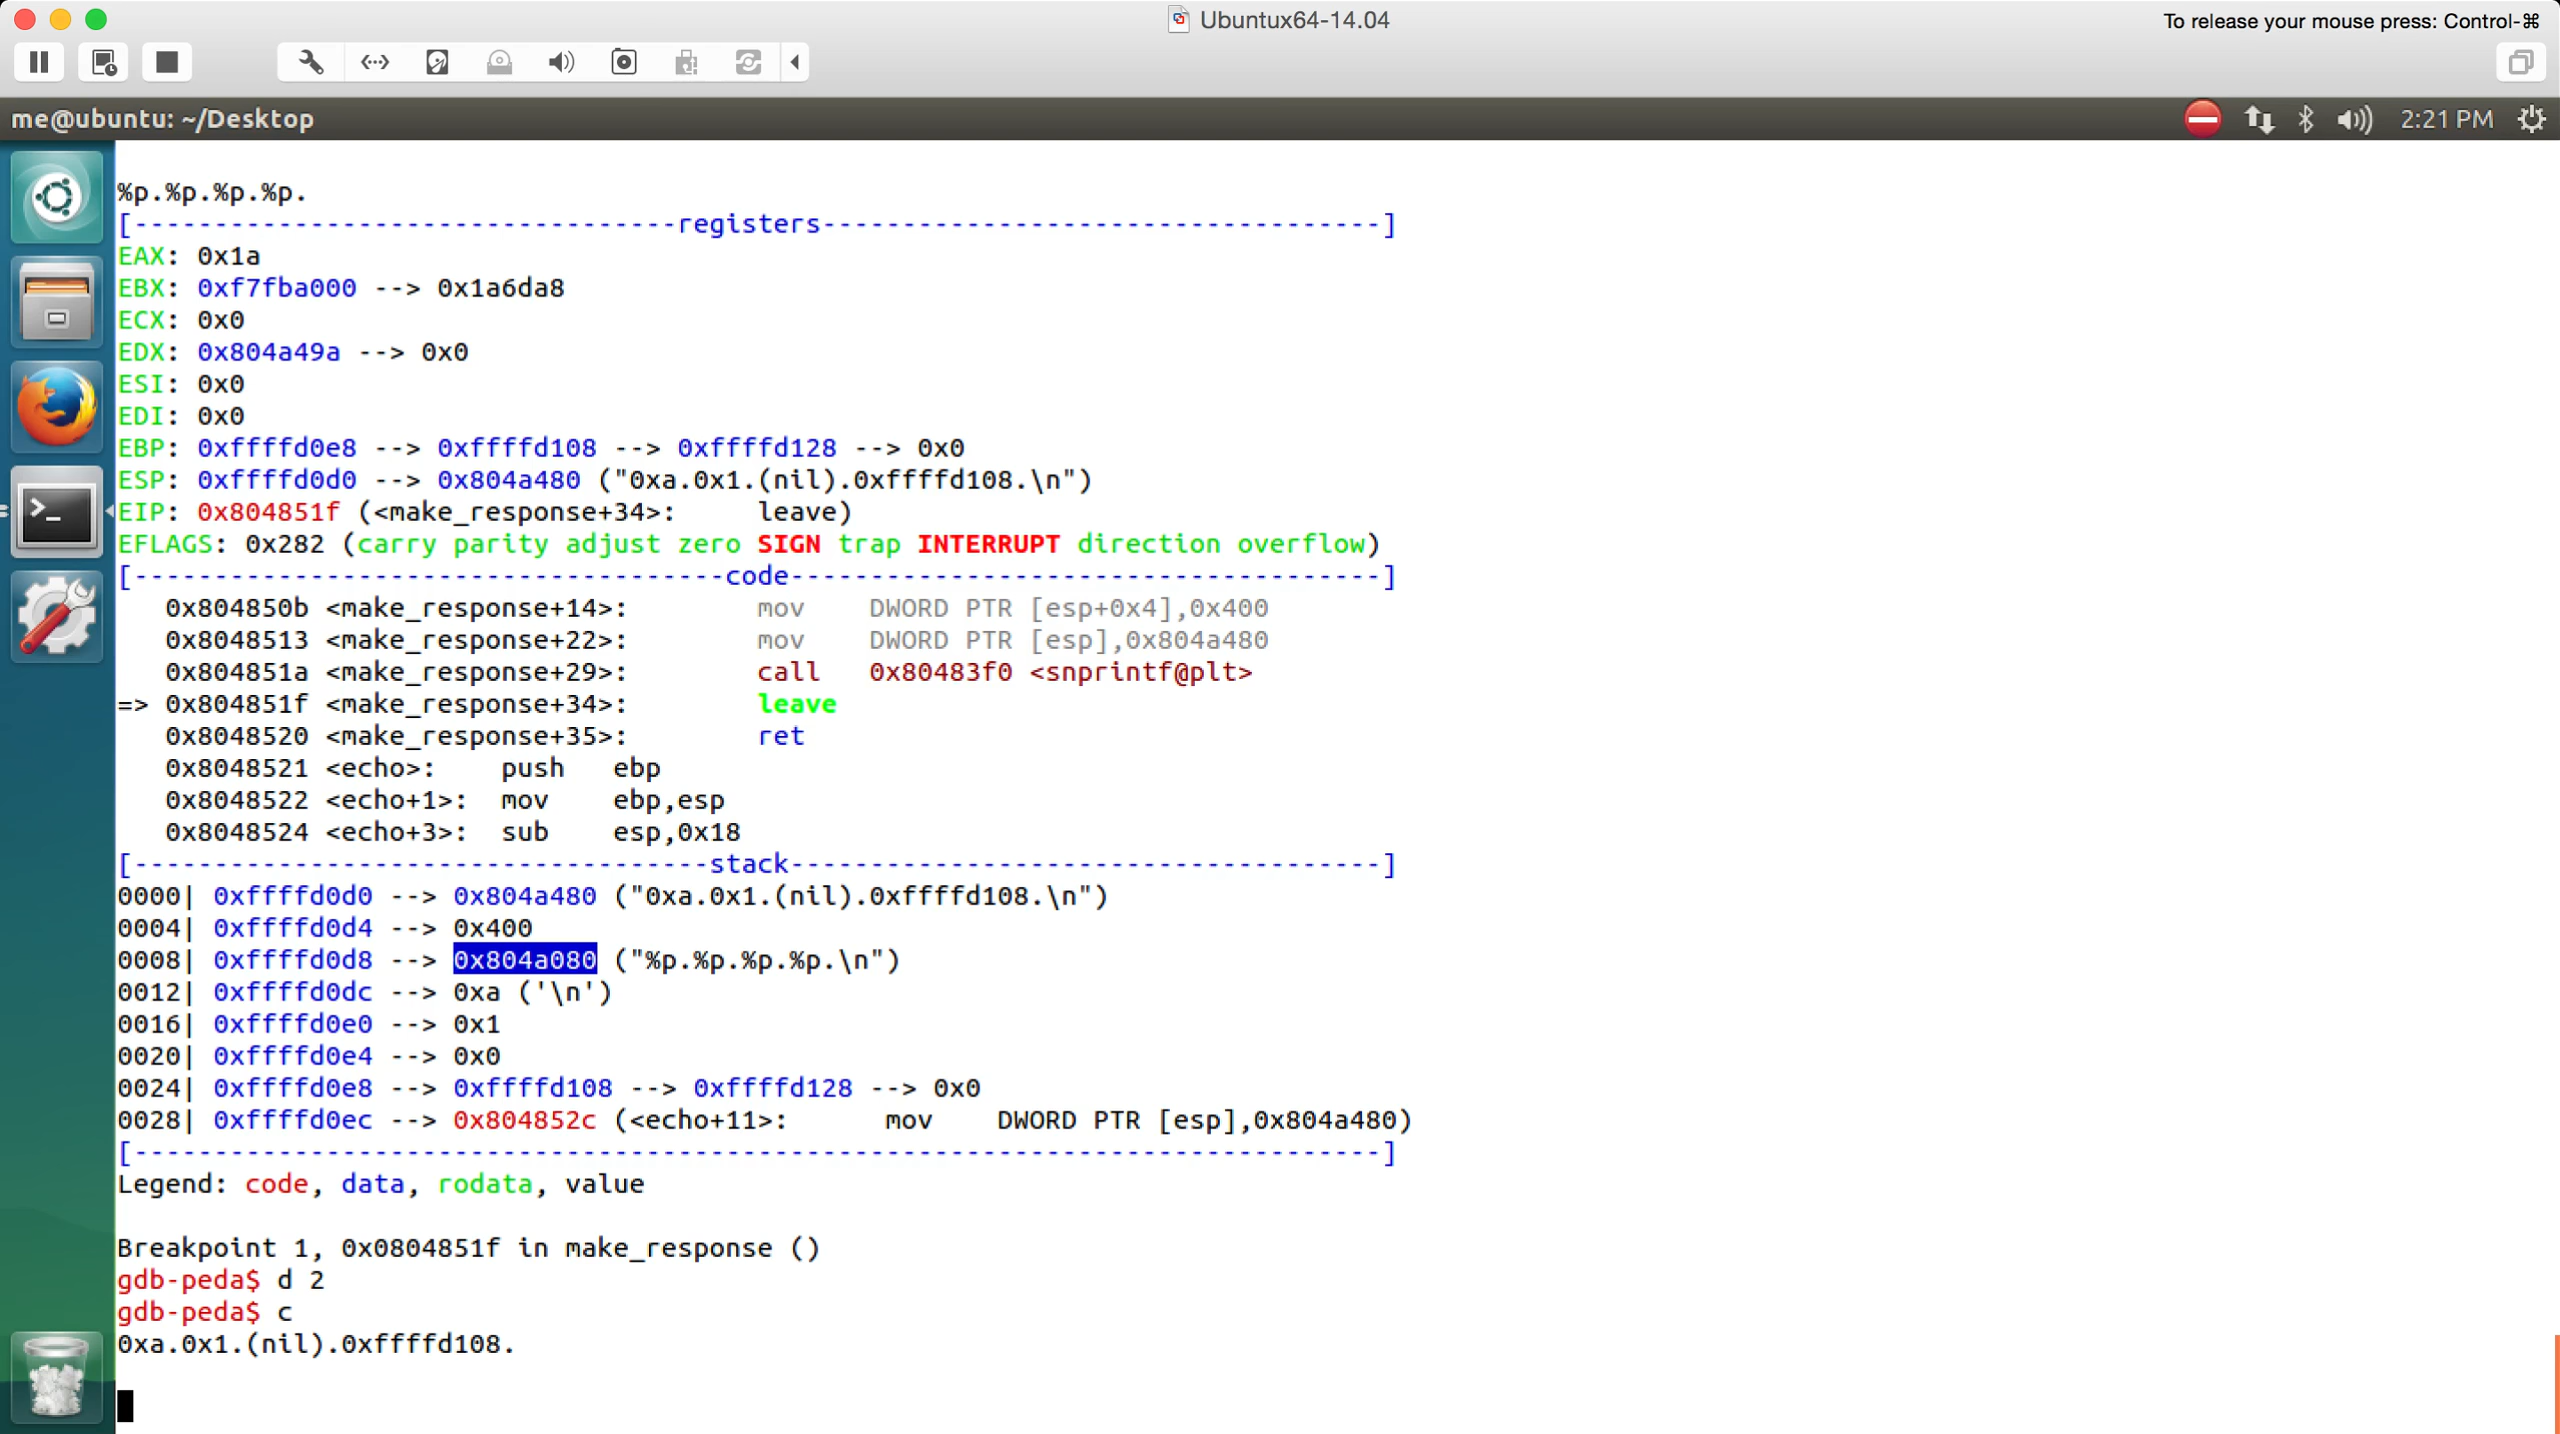 Ubuntux64-14.04
To release your mouse press: Control-⌘
me@ubuntu: ~/Desktop
2:21 PM
%p.%p.%p.%p.
[----------------------------------registers-----------------------------------]
EAX: 0x1a
EBX: 0xf7fba000 --> 0x1a6da8
ECX: 0x0
EDX: 0x804a49a --> 0x0
ESI: 0x0
EDI: 0x0
EBP: 0xffffd0e8 --> 0xffffd108 --> 0xffffd128 --> 0x0
ESP: 0xffffd0d0 --> 0x804a480 ("0xa.0x1.(nil).0xffffd108.\n")
EIP: 0x804851f (<make_response+34>:     leave)
EFLAGS: 0x282 (carry parity adjust zero SIGN trap INTERRUPT direction overflow)
[-------------------------------------code-------------------------------------]
   0x804850b <make_response+14>:        mov    DWORD PTR [esp+0x4],0x400
   0x8048513 <make_response+22>:        mov    DWORD PTR [esp],0x804a480
   0x804851a <make_response+29>:        call   0x80483f0 <snprintf@plt>
=> 0x804851f <make_response+34>:        leave
   0x8048520 <make_response+35>:        ret
   0x8048521 <echo>:    push   ebp
   0x8048522 <echo+1>:  mov    ebp,esp
   0x8048524 <echo+3>:  sub    esp,0x18
[------------------------------------stack-------------------------------------]
0000| 0xffffd0d0 --> 0x804a480 ("0xa.0x1.(nil).0xffffd108.\n")
0004| 0xffffd0d4 --> 0x400
0008| 0xffffd0d8 --> 0x804a080 ("%p.%p.%p.%p.\n")
0012| 0xffffd0dc --> 0xa ('\n')
0016| 0xffffd0e0 --> 0x1
0020| 0xffffd0e4 --> 0x0
0024| 0xffffd0e8 --> 0xffffd108 --> 0xffffd128 --> 0x0
0028| 0xffffd0ec --> 0x804852c (<echo+11>:      mov    DWORD PTR [esp],0x804a480)
[------------------------------------------------------------------------------]
Legend: code, data, rodata, value
Breakpoint 1, 0x0804851f in make_response ()
gdb-peda$ d 2
gdb-peda$ c
0xa.0x1.(nil).0xffffd108.